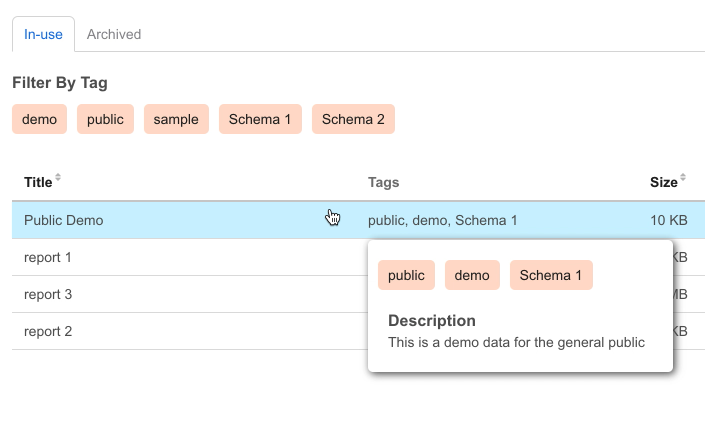 In-use Archived
Filter By Tag
demo public sample Schema 1 Schema 2
Title Tags Size
Public Demo public, demo, Schema 1 10 KB
report 1 KB
report 3 MB
report 2 KB
public demo Schema 1
Description
This is a demo data for the general public